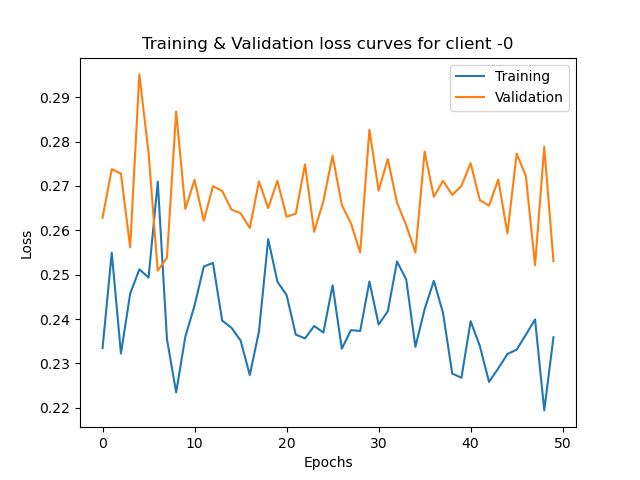 Training & Validation loss curves for client -0
Training
Validation
Loss
0.29
0.28
0.27
0.26
0.25
0.24
0.23
0.22
0 10 20 30 40 50
Epochs